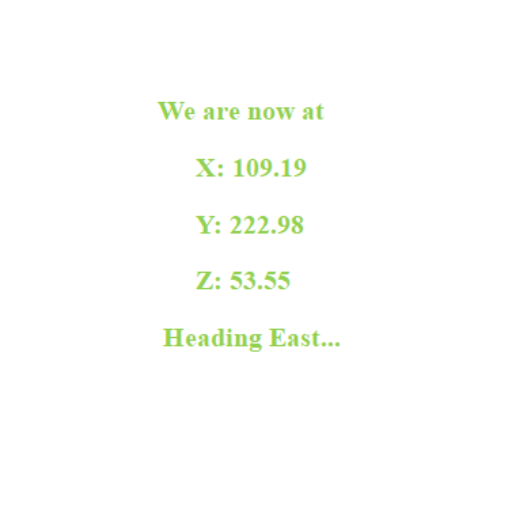 We are now at
X: 109.19
Y: 222.98
Z: 53.55
Heading East...